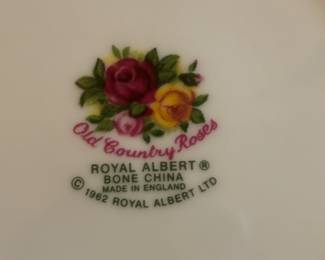 Old Country Roses
ROYAL ALBERT®
BONE CHINA
MADE IN ENGLAND
© 1962 ROYAL ALBERT LTD